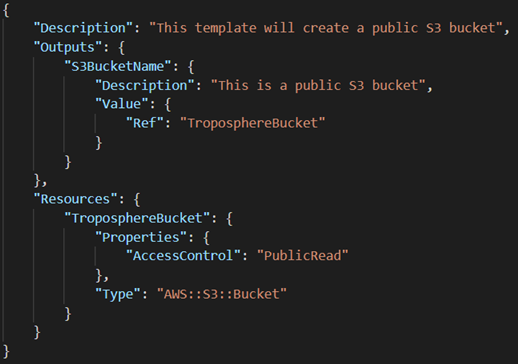 {
    "Description": "This template will create a public S3 bucket",
    "Outputs": {
        "S3BucketName": {
            "Description": "This is a public S3 bucket",
            "Value": {
                "Ref": "TroposphereBucket"
            }
        }
    },
    "Resources": {
        "TroposphereBucket": {
            "Properties": {
                "AccessControl": "PublicRead"
            },
            "Type": "AWS::S3::Bucket"
        }
    }
}